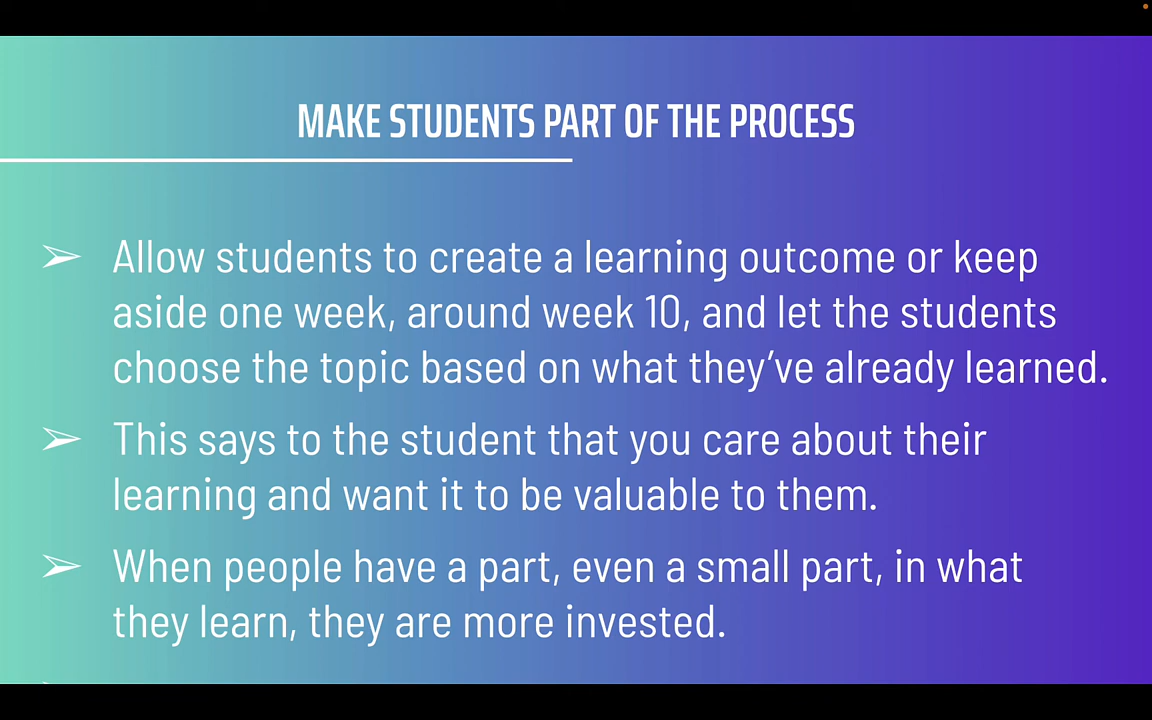 MAKE STUDENTS PART OF THE PROCESS
➢ Allow students to create a learning outcome or keep
aside one week, around week 10, and let the students
choose the topic based on what they’ve already learned.
➢ This says to the student that you care about their
learning and want it to be valuable to them.
➢ When people have a part, even a small part, in what
they learn, they are more invested.